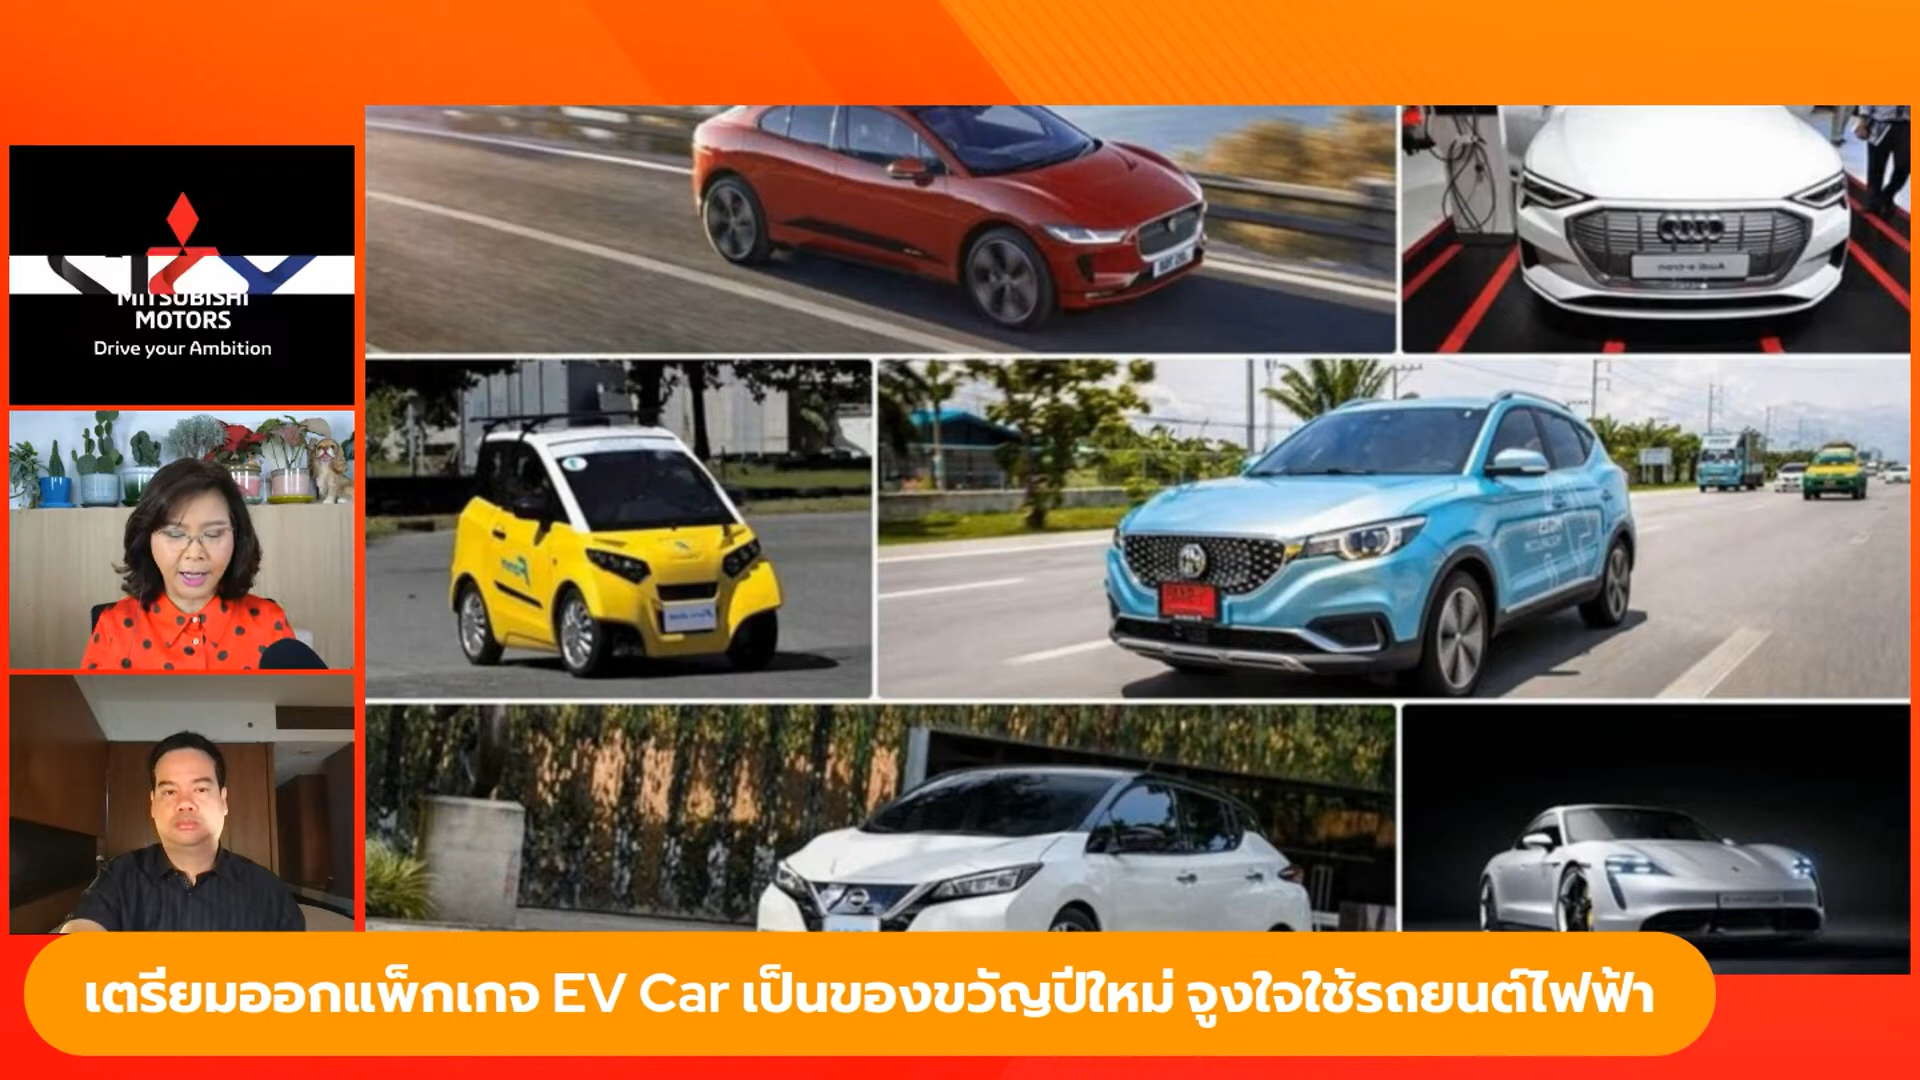 MITSUBISHI
MOTORS
Drive your Ambition
Audi e-tron
เตรียมออกแพ็กเกจ EV Car เป็นของขวัญปีใหม่ จูงใจใช้รถยนต์ไฟฟ้า